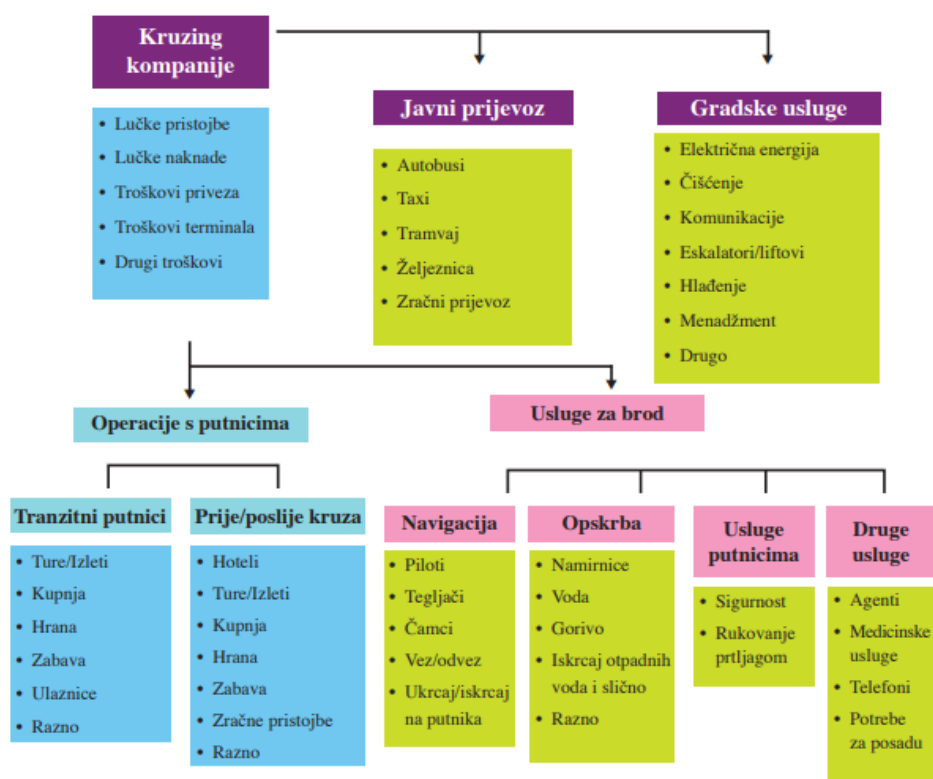 Kruzing
kompanije
• Lučke pristojbe
• Lučke naknade
• Troškovi priveza
• Troškovi terminala
• Drugi troškovi
Javni prijevoz
• Autobusi
• Taxi
• Tramvaj
• Željeznica
• Zračni prijevoz
Gradske usluge
• Električna energija
• Čišćenje
• Komunikacije
• Eskalatori/liftovi
• Hlađenje
• Menadžment
• Drugo
Operacije s putnicima
Usluge za brod
Tranzitni putnici
• Ture/Izleti
• Kupnja
• Hrana
• Zabava
• Ulaznice
• Razno
Prije/poslije kruza
• Hoteli
• Ture/Izleti
• Kupnja
• Hrana
• Zabava
• Zračne pristojbe
• Razno
Navigacija
• Piloti
• Tegljači
• Čamci
• Vez/odvez
• Ukrcaj/iskrcaj
na putnika
Opskrba
• Namirnice
• Voda
• Gorivo
• Iskrcaj otpadnih
voda i slično
• Razno
Usluge
putnicima
• Sigurnost
• Rukovanje
prtljagom
Druge
usluge
• Agenti
• Medicinske
usluge
• Telefoni
• Potrebe
za posadu